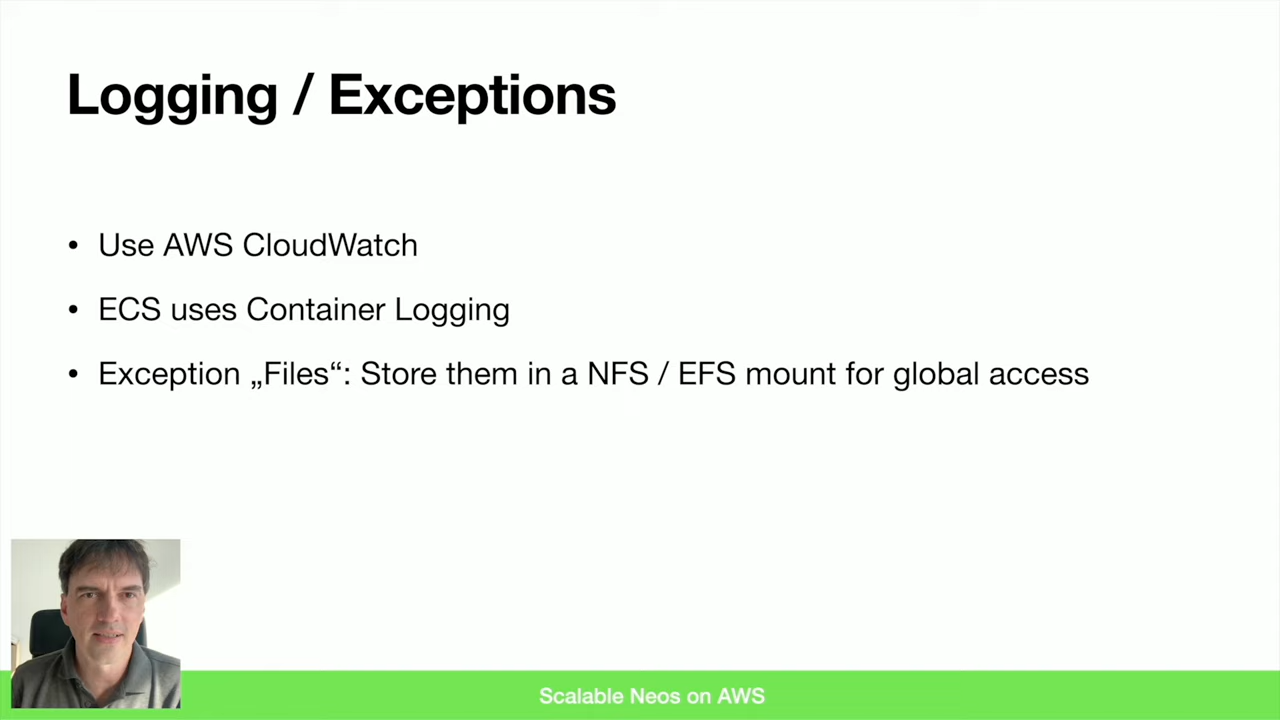 Logging / Exceptions
• Use AWS CloudWatch
• ECS uses Container Logging
• Exception „Files“: Store them in a NFS / EFS mount for global access
Scalable Neos on AWS